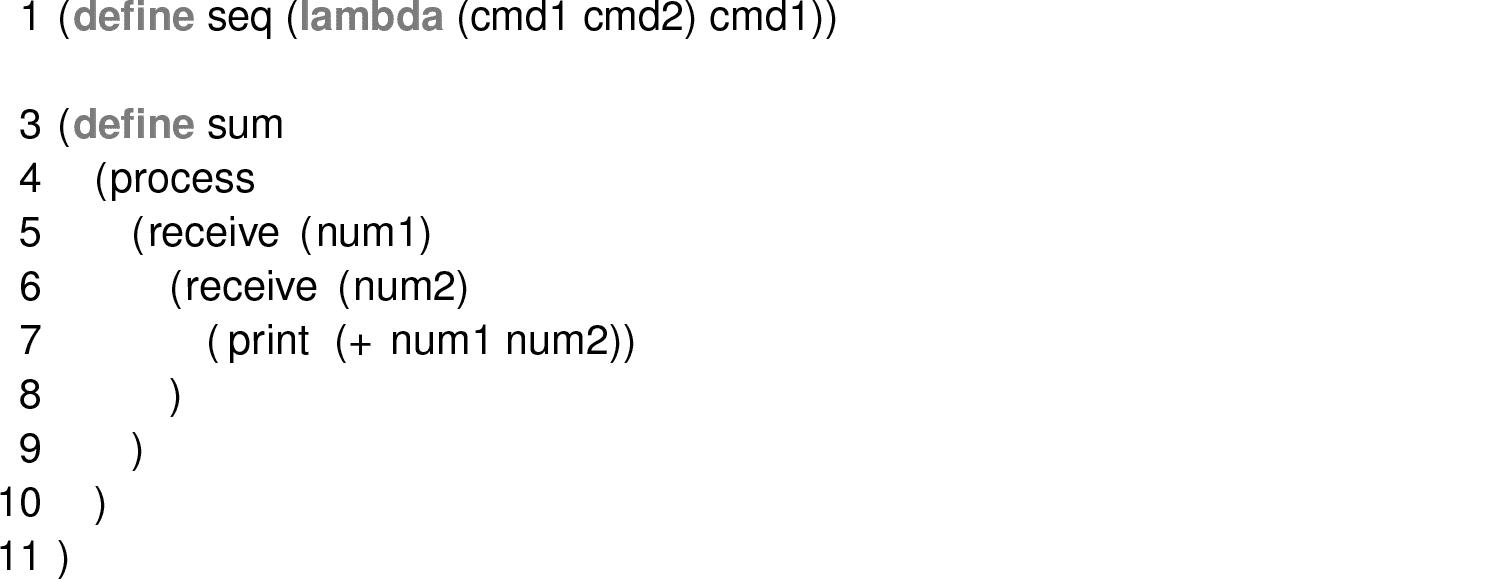 1 (define seq (lambda (cmd1 cmd2) cmd1))
3 (define sum
4 (process
5 (receive (num1)
6 (receive (num2)
7 (print (+ num1 num2))
8 )
9 )
10 )
11 )